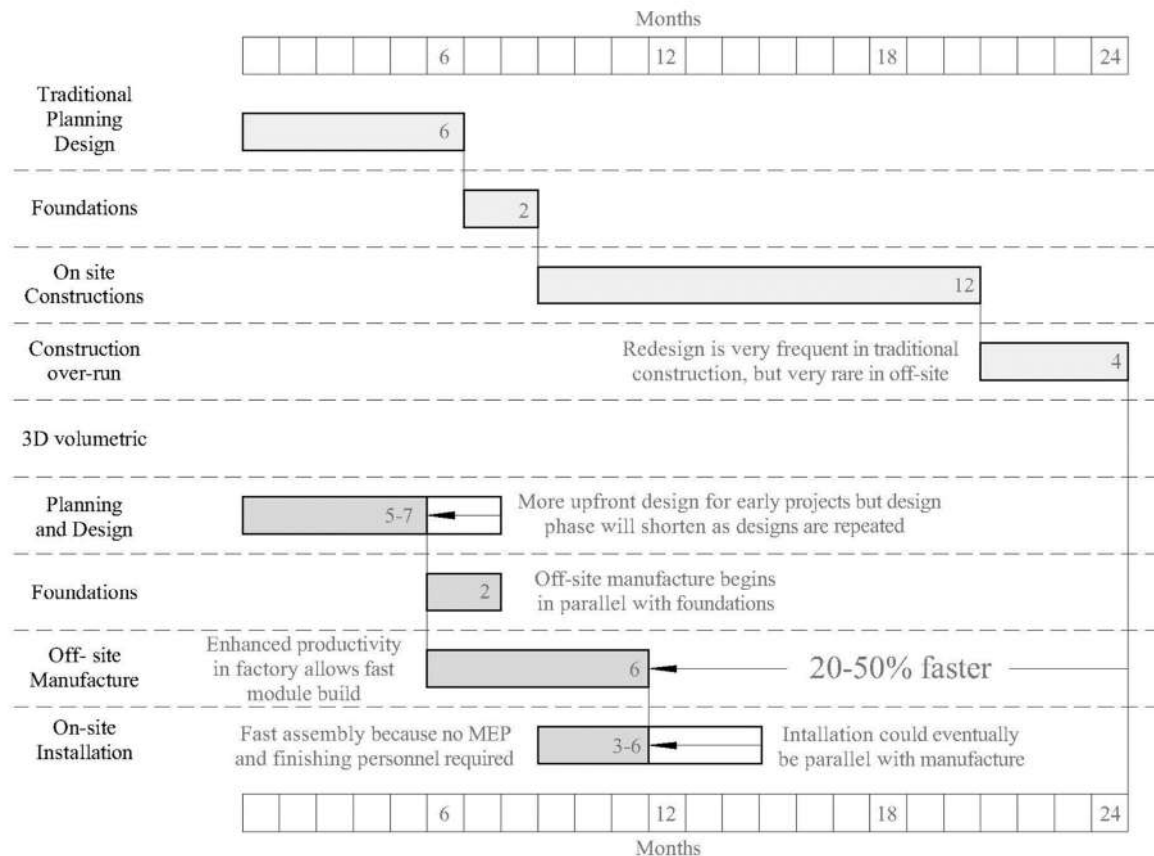 Months
6 12 18 24
Traditional
Planning
Design
6
Foundations
2
On site
Constructions
12
Construction
over-run
Redesign is very frequent in traditional
construction, but very rare in off-site
4
3D volumetric
Planning
and Design
5-7
More upfront design for early projects but design
phase will shorten as designs are repeated
Foundations
2
Off-site manufacture begins
in parallel with foundations
Off- site
Manufacture
Enhanced productivity
in factory allows fast
module build
6
20-50% faster
On-site
Installation
Fast assembly because no MEP
and finishing personnel required
3-6
Intallation could eventually
be parallel with manufacture
6 12 18 24
Months